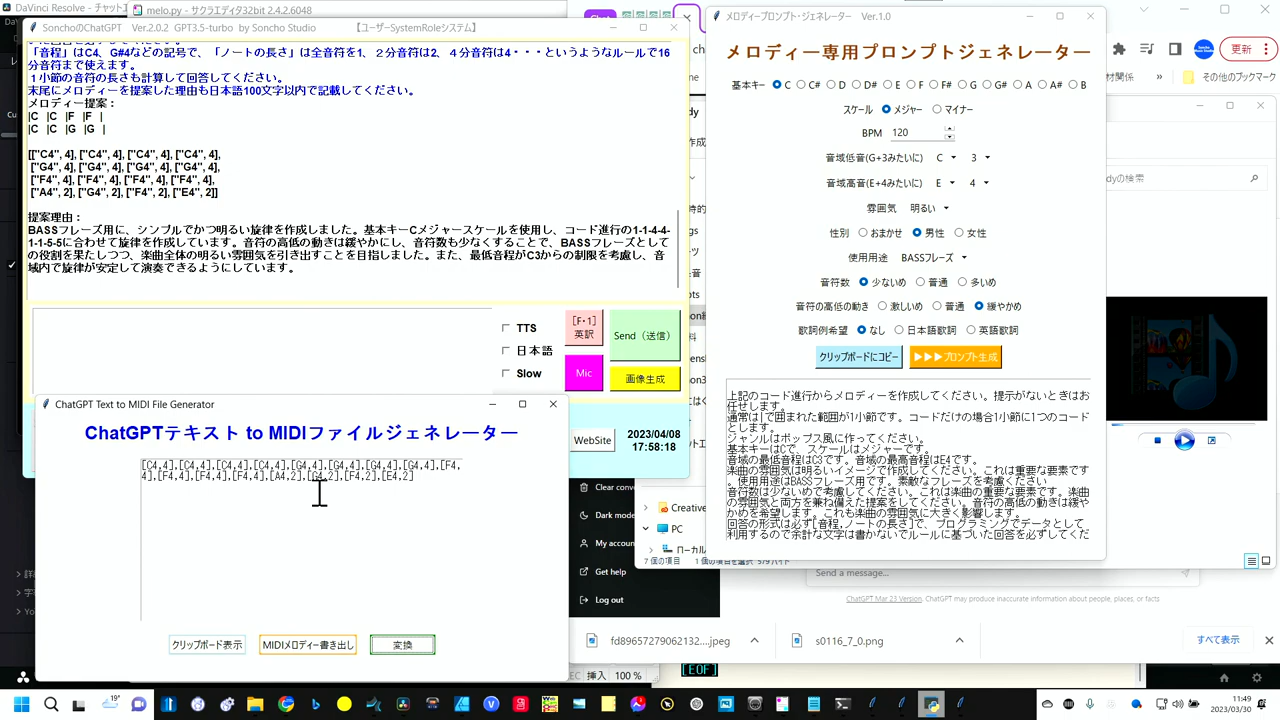 DaVinci Resolve - チャット
melo.py - サクラエディタ32bit 2.4.2.6048
SonchoのChatGPT Ver.2.0.2 GPT3.5-turbo by Soncho Studio 【ユーザーSystemRoleシステム】
「音程」はC4、G#4などの記号で、「ノートの長さ」は全音符を1、２分音符は2、４分音符は4・・・というようなルールで16
分音符まで使えます。
１小節の音符の長さも計算して回答してください。
末尾にメロディーを提案した理由も日本語100文字以内で記載してください。
メロディー提案：
|C |C |F |F |
|C |C |G |G |
[["C4", 4], ["C4", 4], ["C4", 4], ["C4", 4],
["G4", 4], ["G4", 4], ["G4", 4], ["G4", 4],
["F4", 4], ["F4", 4], ["F4", 4], ["F4", 4],
["A4", 2], ["G4", 2], ["F4", 2], ["E4", 2]]
提案理由：
BASSフレーズ用に、シンプルでかつ明るい旋律を作成しました。基本キーCメジャースケールを使用し、コード進行の1-1-4-4-
1-1-5-5に合わせて旋律を作成しています。音符の高低の動きは緩やかにし、音符数も少なくすることで、BASSフレーズとして
の役割を果たしつつ、楽曲全体の明るい雰囲気を引き出すことを目指しました。また、最低音程がC3からの制限を考慮し、音
域内で旋律が安定して演奏できるようにしています。
TTS
日本語
Slow
[F・1]
英訳
Mic
Send（送信）
画像生成
WebSite
2023/04/08
17:58:18
ChatGPT Text to MIDI File Generator
ChatGPTテキスト to MIDIファイルジェネレーター
[C4,4],[C4,4],[C4,4],[C4,4],[G4,4],[G4,4],[G4,4],[G4,4],[F4,
4],[F4,4],[F4,4],[F4,4],[A4,2],[G4,2],[F4,2],[E4,2]
クリップボード表示
MIDIメロディー書き出し
変換
メロディープロンプト・ジェネレーター Ver.1.0
メロディー専用プロンプトジェネレーター
基本キー C C# D D# E F F# G G# A A# B
スケール メジャー マイナー
BPM 120
音域低音(G+3みたいに) C 3
音域高音(E+4みたいに) E 4
雰囲気 明るい
性別 おまかせ 男性 女性
使用用途 BASSフレーズ
音符数 少ないめ 普通 多いめ
音符の高低の動き 激しいめ 普通 緩やかめ
歌詞例希望 なし 日本語歌詞 英語歌詞
クリップボードにコピー
▶▶▶プロンプト生成
上記のコード進行からメロディーを作成してください。提示がないときはお
任せします。
通常は|で囲まれた範囲が1小節です。コードだけの場合1小節に1つのコード
とします。
ジャンルはポップス風に作ってください。
基本キーはCで、スケールはメジャーです。
音域の最低音程はC3です。音域の最高音程はE4です。
楽曲の雰囲気は明るいイメージで作成してください。これは重要な要素です
。使用用途はBASSフレーズ用です。素敵なフレーズを考慮ください
音符数は少ないめで考慮してください。これは楽曲の重要な要素です。楽曲
の雰囲気と両方を兼ね備えた提案をしてください。音符の高低の動きは緩や
かめを希望します。これも楽曲の雰囲気に大きく影響します。
回答の形式は必ず[音程,ノートの長さ]で、プログラミングでデータとして
利用するので余計な文字は書かないでルールに基づいた回答を必ずしてくだ
更新
その他のブックマーク
dyの検索
Clear conv
Dark mode
My accoun
Get help
Log out
Creative
PC
ローカル
7 個の項目
1 個の項目を選択 579 バイト
Send a message...
ChatGPT Mar 23 Version. ChatGPT may produce inaccurate information about people, places, or facts
fd89657279062132....jpeg
s0116_7_0.png
すべて表示
挿入 100 %
[EOF]
19°
11:49
2023/03/30